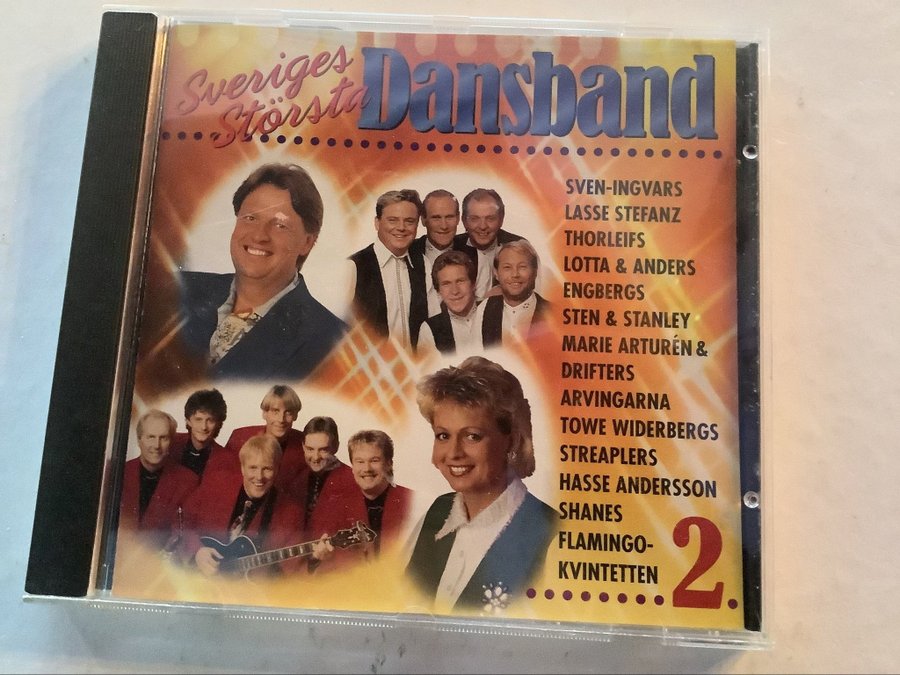 Sveriges
Största
Dansband
SVEN-INGVARS
LASSE STEFANZ
THORLEIFS
LOTTA & ANDERS
ENGBERGS
STEN & STANLEY
MARIE ARTURÉN &
DRIFTERS
ARVINGARNA
TOWE WIDERBERGS
STREAPLERS
HASSE ANDERSSON
SHANES
FLAMINGO-
KVINTETTEN
2